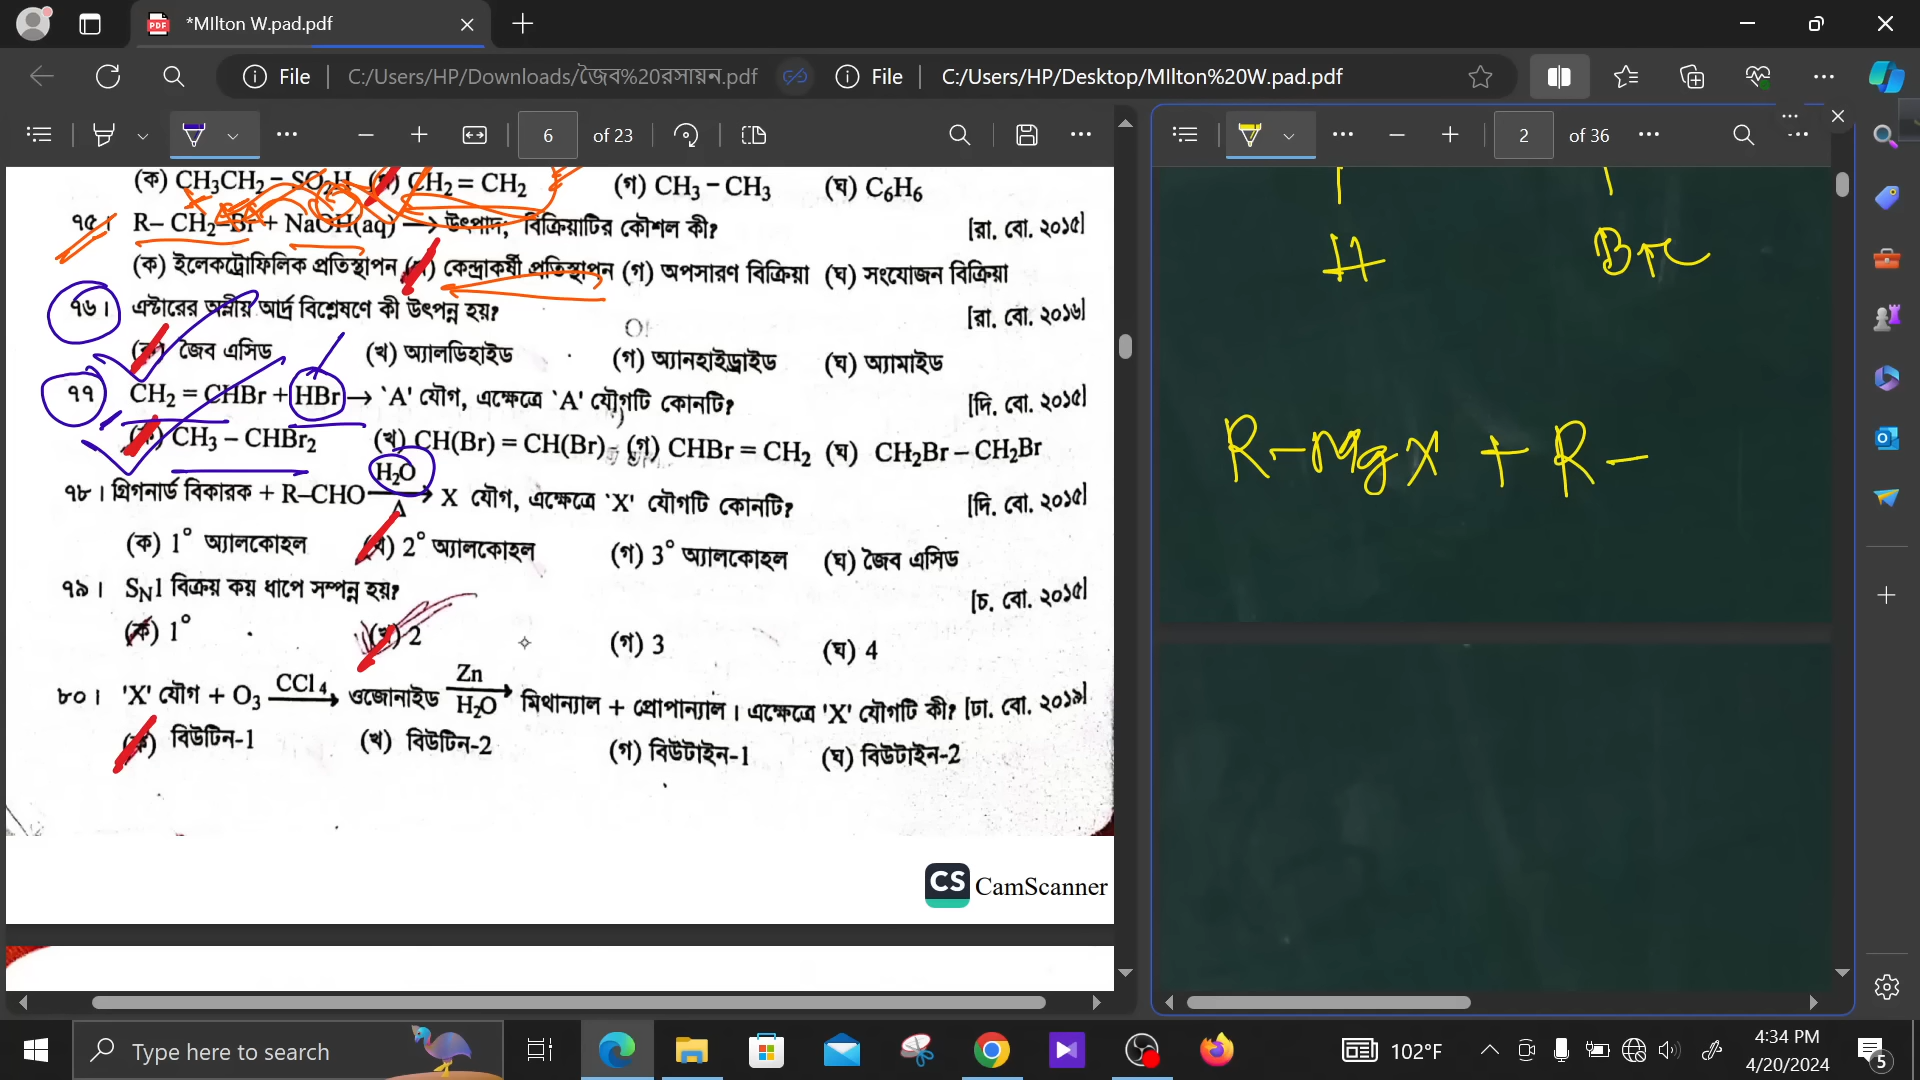 *MIlton W.pad.pdf
File
C:/Users/HP/Downloads/জৈব%20রসায়ন.pdf
File
C:/Users/HP/Desktop/MIlton%20W.pad.pdf
6 of 23
2 of 36
(ক) CH3CH2 – SO2H CH2 = CH2 (গ) CH3 – CH3 (ঘ) C6H6
৭৫। R– CH2–Br + NaOH(aq) → উৎপাদ; বিক্রিয়াটির কৌশল কী? [রা. বো. ২০১৫]
(ক) ইলেকট্রোফিলিক প্রতিস্থাপন (খ) কেন্দ্রাকর্ষী প্রতিস্থাপন (গ) অপসারণ বিক্রিয়া (ঘ) সংযোজন বিক্রিয়া
৭৬। এস্টারের অম্লীয় আর্দ্র বিশ্লেষণে কী উৎপন্ন হয়? [রা. বো. ২০১৬]
(ক) জৈব এসিড (খ) অ্যালডিহাইড (গ) অ্যানহাইড্রাইড (ঘ) অ্যামাইড
৭৭ CH2 = CHBr + HBr → `A' যৌগ, এক্ষেত্রে `A' যৌগটি কোনটি? [দি. বো. ২০১৫]
(ক) CH3 – CHBr2 (খ) CH(Br) = CH(Br) (গ) CHBr = CH2 (ঘ) CH2Br – CH2Br
৭৮। গ্রিগনার্ড বিকারক + R–CHO H2O Δ → X যৌগ, এক্ষেত্রে `X' যৌগটি কোনটি? [দি. বো. ২০১৫]
(ক) 1° অ্যালকোহল (খ) 2° অ্যালকোহল (গ) 3° অ্যালকোহল (ঘ) জৈব এসিড
৭৯। SN1 বিক্রয় কয় ধাপে সম্পন্ন হয়? [চ. বো. ২০১৫]
(ক) 1° (খ) 2 (গ) 3 (ঘ) 4
৮০। 'X' যৌগ + O3 CCl4 → ওজোনাইড Zn H2O → মিথান্যাল + প্রোপান্যাল। এক্ষেত্রে 'X' যৌগটি কী? [ঢা. বো. ২০১৯]
(ক) বিউটিন-1 (খ) বিউটিন-2 (গ) বিউটাইন-1 (ঘ) বিউটাইন-2
CS CamScanner
H Br
R–MgX + R–
Type here to search
102°F
4:34 PM
4/20/2024
5